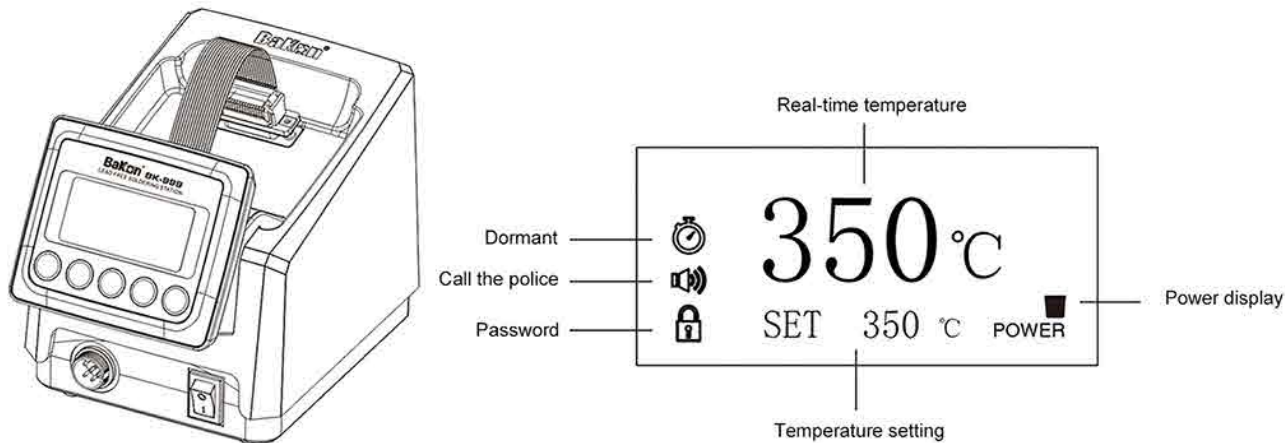 BaKon®
BaKon® BK-999
LEAD FREE SOLDERING STATION
Real-time temperature
Dormant
350 °C
Call the police
Password
SET 350 °C
POWER
Power display
Temperature setting